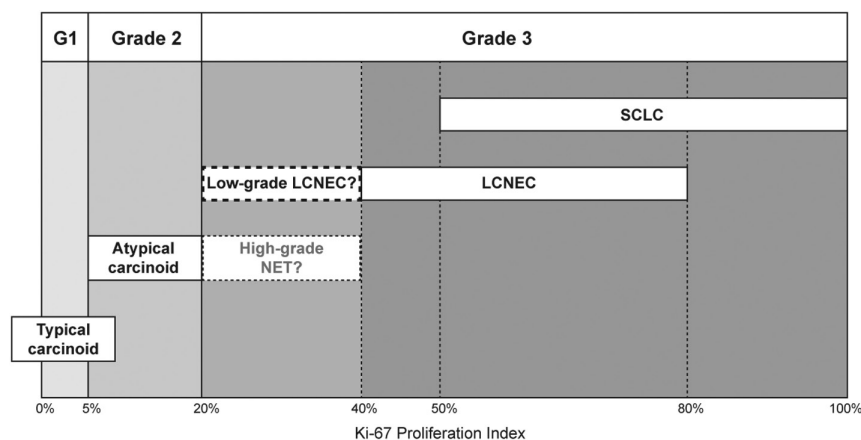 G1 Grade 2 Grade 3
SCLC
Low-grade LCNEC? LCNEC
Atypical
carcinoid
High-grade
NET?
Typical
carcinoid
0% 5% 20% 40% 50% 80% 100%
Ki-67 Proliferation Index